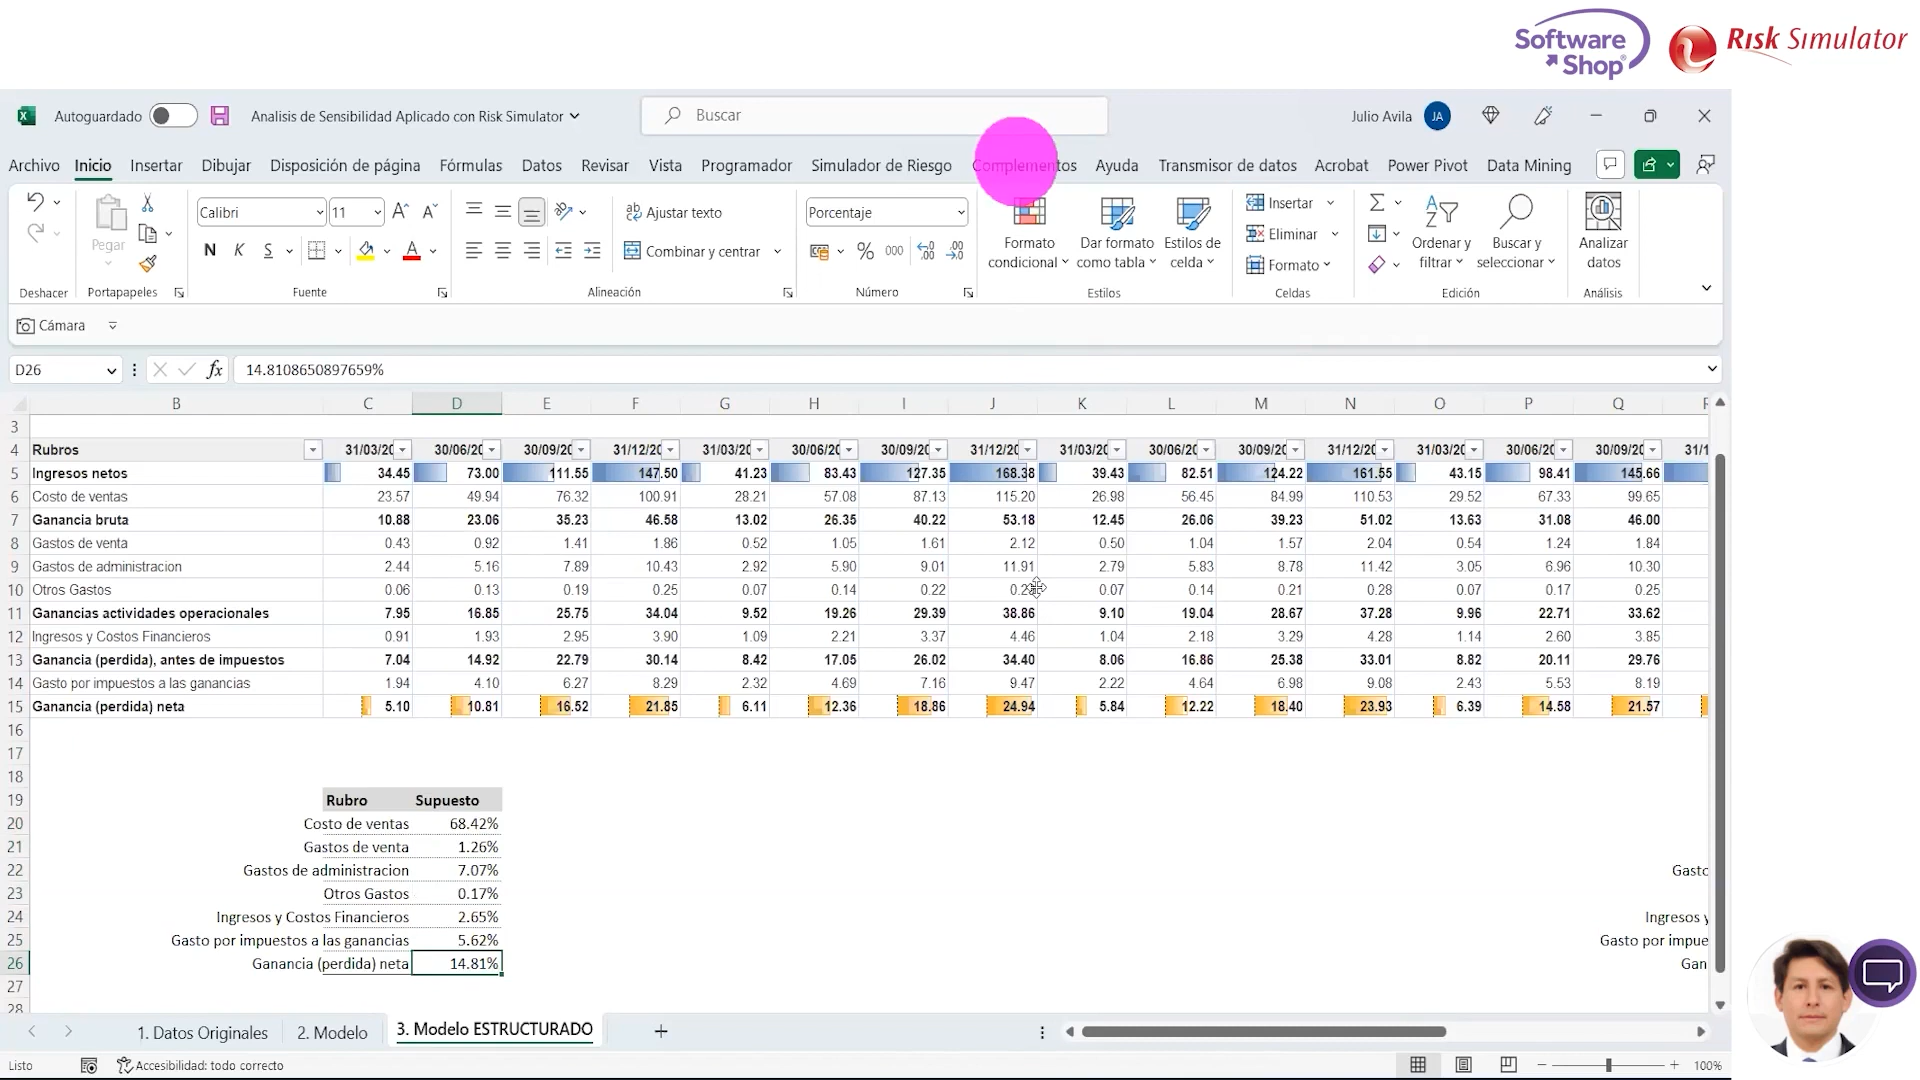 Software Shop
Risk Simulator
Autoguardado Analisis de Sensibilidad Aplicado con Risk Simulator Buscar Julio Avila JA
Archivo Inicio Insertar Dibujar Disposición de página Fórmulas Datos Revisar Vista Programador Simulador de Riesgo Complementos Ayuda Transmisor de datos Acrobat Power Pivot Data Mining
Calibri 11 Ajustar texto Porcentaje Insertar
Pegar N K S Combinar y centrar % 000 Formato condicional Dar formato como tabla Estilos de celda Eliminar Formato Ordenar y filtrar Buscar y seleccionar Analizar datos
Deshacer Portapapeles Fuente Alineación Número Estilos Celdas Edición Análisis
Cámara
D26 fx 14.8108650897659%
B C D E F G H I J K L M N O P Q
3
4 Rubros 31/03/20 30/06/20 30/09/20 31/12/20 31/03/20 30/06/20 30/09/20 31/12/20 31/03/20 30/06/20 30/09/20 31/12/20 31/03/20 30/06/20 30/09/20
5 Ingresos netos 34.45 73.00 111.55 147.50 41.23 83.43 127.35 168.38 39.43 82.51 124.22 161.55 43.15 98.41 145.66
6 Costo de ventas 23.57 49.94 76.32 100.91 28.21 57.08 87.13 115.20 26.98 56.45 84.99 110.53 29.52 67.33 99.65
7 Ganancia bruta 10.88 23.06 35.23 46.58 13.02 26.35 40.22 53.18 12.45 26.06 39.23 51.02 13.63 31.08 46.00
8 Gastos de venta 0.43 0.92 1.41 1.86 0.52 1.05 1.61 2.12 0.50 1.04 1.57 2.04 0.54 1.24 1.84
9 Gastos de administracion 2.44 5.16 7.89 10.43 2.92 5.90 9.01 11.91 2.79 5.83 8.78 11.42 3.05 6.96 10.30
10 Otros Gastos 0.06 0.13 0.19 0.25 0.07 0.14 0.22 0.07 0.14 0.21 0.28 0.07 0.17 0.25
11 Ganancias actividades operacionales 7.95 16.85 25.75 34.04 9.52 19.26 29.39 38.86 9.10 19.04 28.67 37.28 9.96 22.71 33.62
12 Ingresos y Costos Financieros 0.91 1.93 2.95 3.90 1.09 2.21 3.37 4.46 1.04 2.18 3.29 4.28 1.14 2.60 3.85
13 Ganancia (perdida), antes de impuestos 7.04 14.92 22.79 30.14 8.42 17.05 26.02 34.40 8.06 16.86 25.38 33.01 8.82 20.11 29.76
14 Gasto por impuestos a las ganancias 1.94 4.10 6.27 8.29 2.32 4.69 7.16 9.47 2.22 4.64 6.98 9.08 2.43 5.53 8.19
15 Ganancia (perdida) neta 5.10 10.81 16.52 21.85 6.11 12.36 18.86 24.94 5.84 12.22 18.40 23.93 6.39 14.58 21.57
16
17
18
19 Rubro Supuesto
20 Costo de ventas 68.42%
21 Gastos de venta 1.26%
22 Gastos de administracion 7.07% Gasto
23 Otros Gastos 0.17%
24 Ingresos y Costos Financieros 2.65% Ingresos y
25 Gasto por impuestos a las ganancias 5.62% Gasto por impue
26 Ganancia (perdida) neta 14.81% Gan
27
28
1. Datos Originales 2. Modelo 3. Modelo ESTRUCTURADO
Listo Accesibilidad: todo correcto 100%